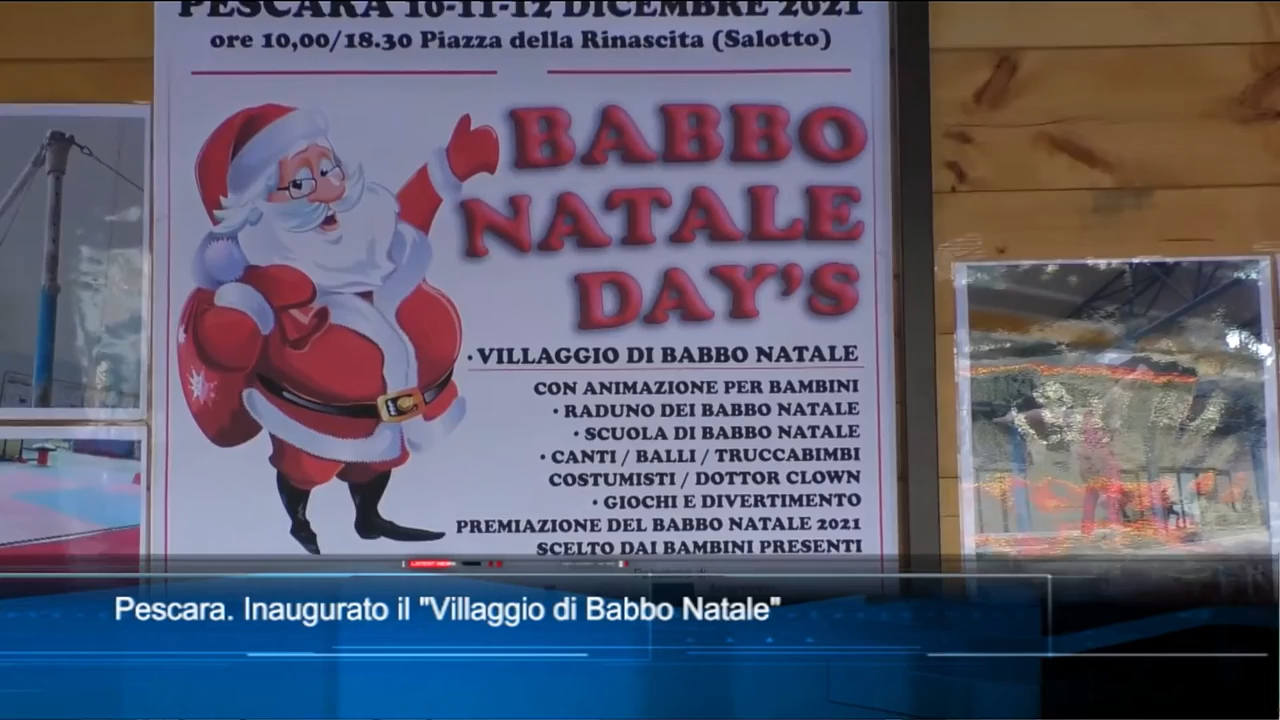 PESCARA 10-11-12 DICEMBRE 2021
ore 10,00/18.30 Piazza della Rinascita (Salotto)
BABBO
NATALE
DAY'S
· VILLAGGIO DI BABBO NATALE
CON ANIMAZIONE PER BAMBINI
· RADUNO DEI BABBO NATALE
· SCUOLA DI BABBO NATALE
· CANTI / BALLI / TRUCCABIMBI
COSTUMISTI / DOTTOR CLOWN
· GIOCHI E DIVERTIMENTO
PREMIAZIONE DEL BABBO NATALE 2021
SCELTO DAI BAMBINI PRESENTI
LATEST NEWS
Pescara. Inaugurato il "Villaggio di Babbo Natale"